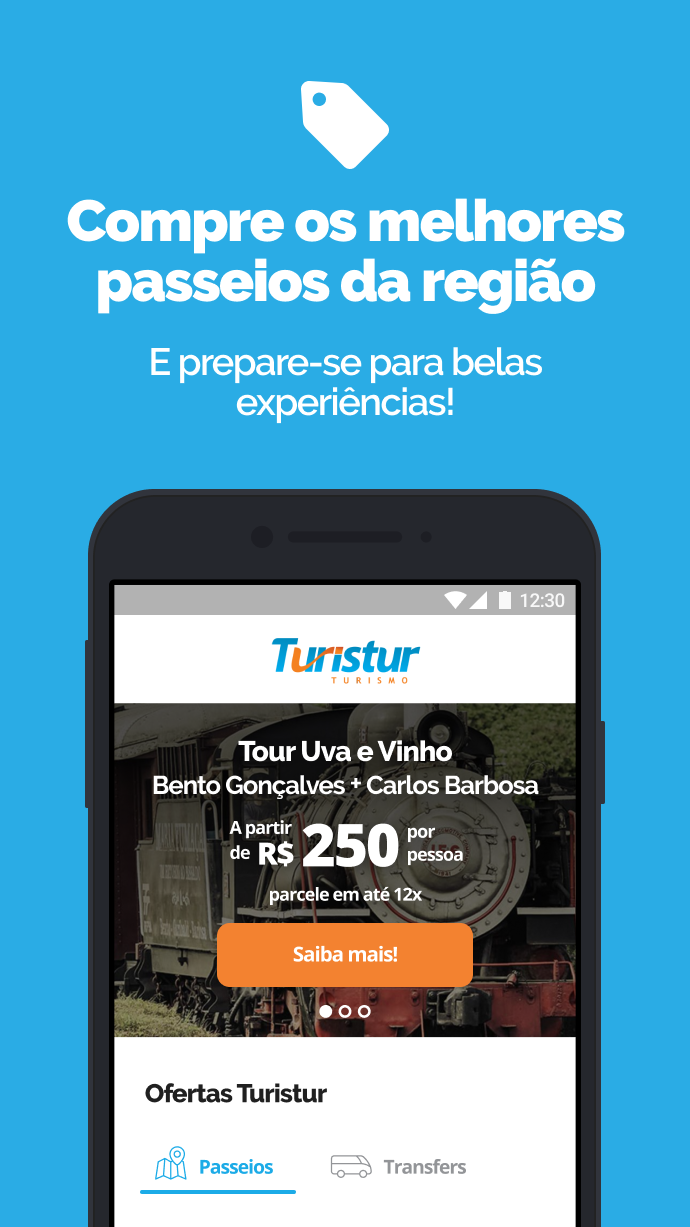 Compre os melhores
passeios da região
E prepare-se para belas
experiências!
12:30
Turistur
TURISMO
Tour Uva e Vinho
Bento Gonçalves + Carlos Barbosa
A partir de R$ 250 por pessoa
parcele em até 12x
Saiba mais!
Ofertas Turistur
Passeios
Transfers